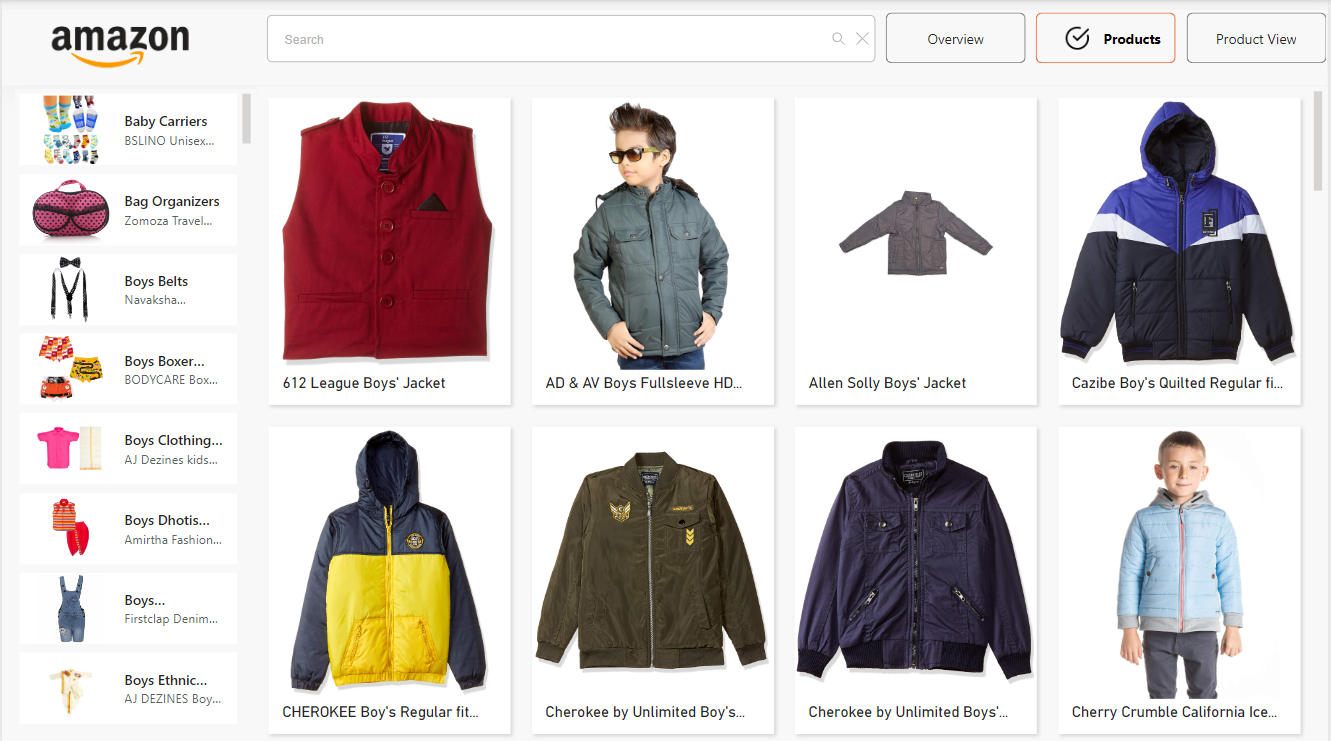 amazon
Search
Overview
Products
Product View
Baby Carriers
BSLINO Unisex...
Bag Organizers
Zomoza Travel...
Boys Belts
Navaksha...
Boys Boxer...
BODYCARE Box...
Boys Clothing...
AJ Dezines kids...
Boys Dhotis...
Amirtha Fashion...
Boys...
Firstclap Denim...
Boys Ethnic...
AJ DEZINES Boy...
612 League Boys' Jacket
AD & AV Boys Fullsleeve HD...
Allen Solly Boys' Jacket
Cazibe Boy's Quilted Regular fi...
CHEROKEE Boy's Regular fit...
Cherokee by Unlimited Boy's...
Cherokee by Unlimited Boys'...
Cherry Crumble California Ice...